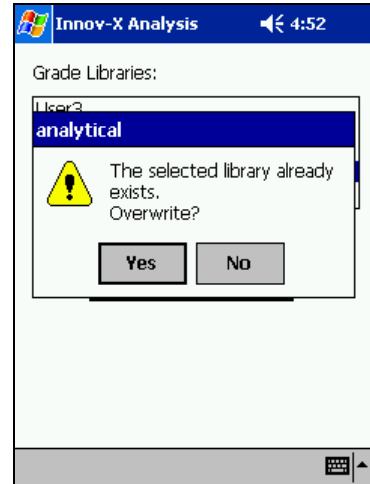 Innov-X Analysis 4:52
Grade Libraries:
User3
analytical
The selected library already
exists.
Overwrite?
Yes No